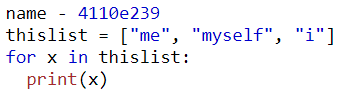 name - 4110e239
thislist = ["me", "myself", "i"]
for x in thislist:
  print(x)